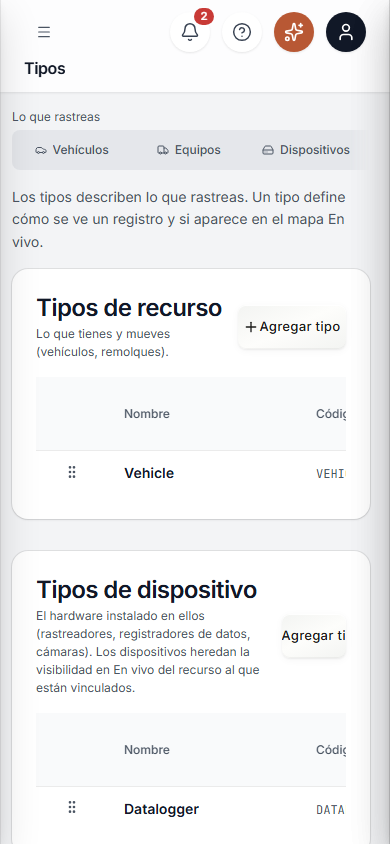 2
Tipos
Lo que rastreas
Vehículos
Equipos
Dispositivos
Los tipos describen lo que rastreas. Un tipo define
cómo se ve un registro y si aparece en el mapa En
vivo.
Tipos de recurso
Lo que tienes y mueves
(vehículos, remolques).
Agregar tipo
Nombre
Códig
Vehicle
VEHI
Tipos de dispositivo
El hardware instalado en ellos
(rastreadores, registradores de datos,
cámaras). Los dispositivos heredan la
visibilidad en En vivo del recurso al que
están vinculados.
Agregar ti
Nombre
Códig
Datalogger
DATA